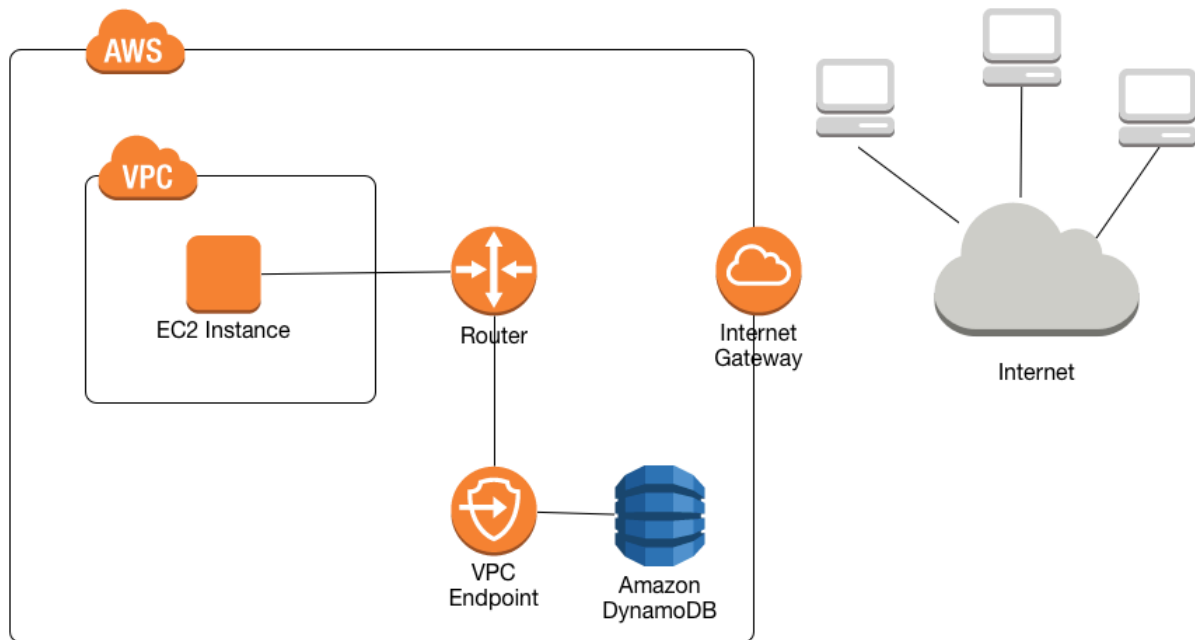 AWS
VPC
EC2 Instance
Router
Internet
Gateway
Internet
VPC
Endpoint
Amazon
DynamoDB